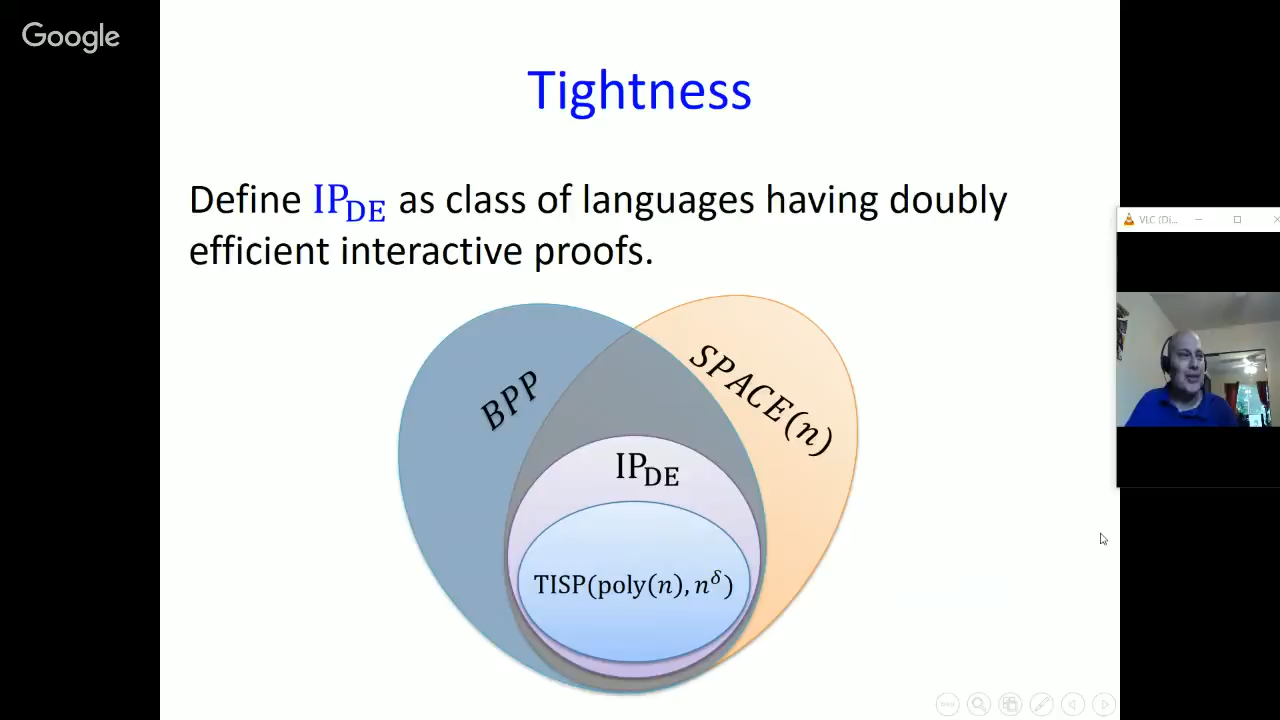 Google
Tightness
Define IP_DE as class of languages having doubly
efficient interactive proofs.
BPP
SPACE(n)
IP_DE
TISP(poly(n), n^δ)
VLC (Di...